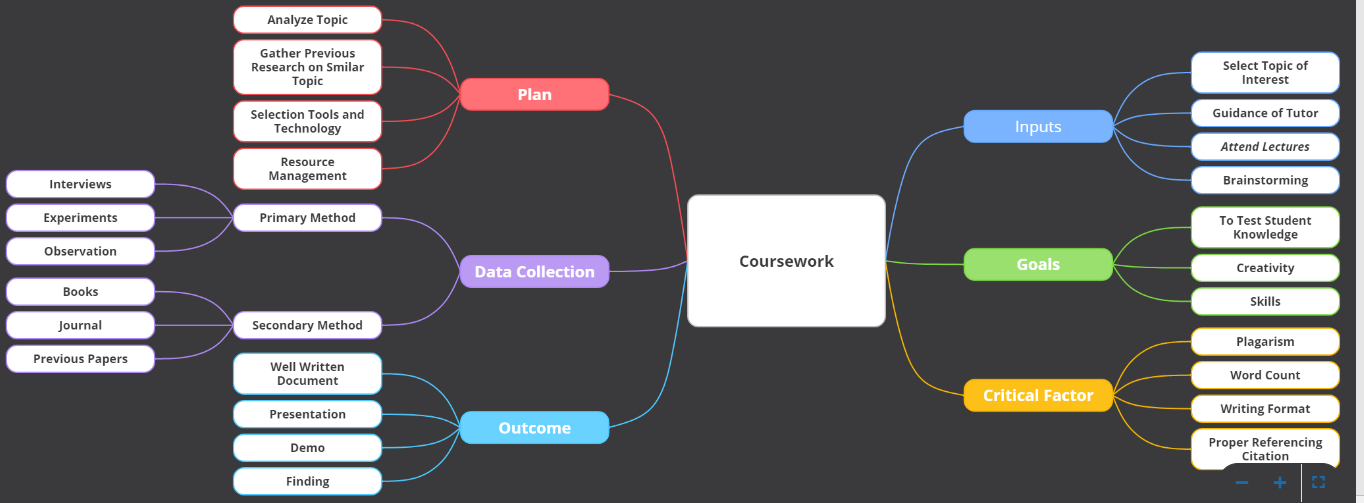 Analyze Topic
Gather Previous
Research on Smilar
Topic
Selection Tools and
Technology
Resource
Management
Plan
Interviews
Experiments
Observation
Primary Method
Books
Journal
Previous Papers
Secondary Method
Data Collection
Well Written
Document
Presentation
Demo
Finding
Outcome
Coursework
Inputs
Select Topic of
Interest
Guidance of Tutor
Attend Lectures
Brainstorming
Goals
To Test Student
Knowledge
Creativity
Skills
Critical Factor
Plagarism
Word Count
Writing Format
Proper Referencing
Citation